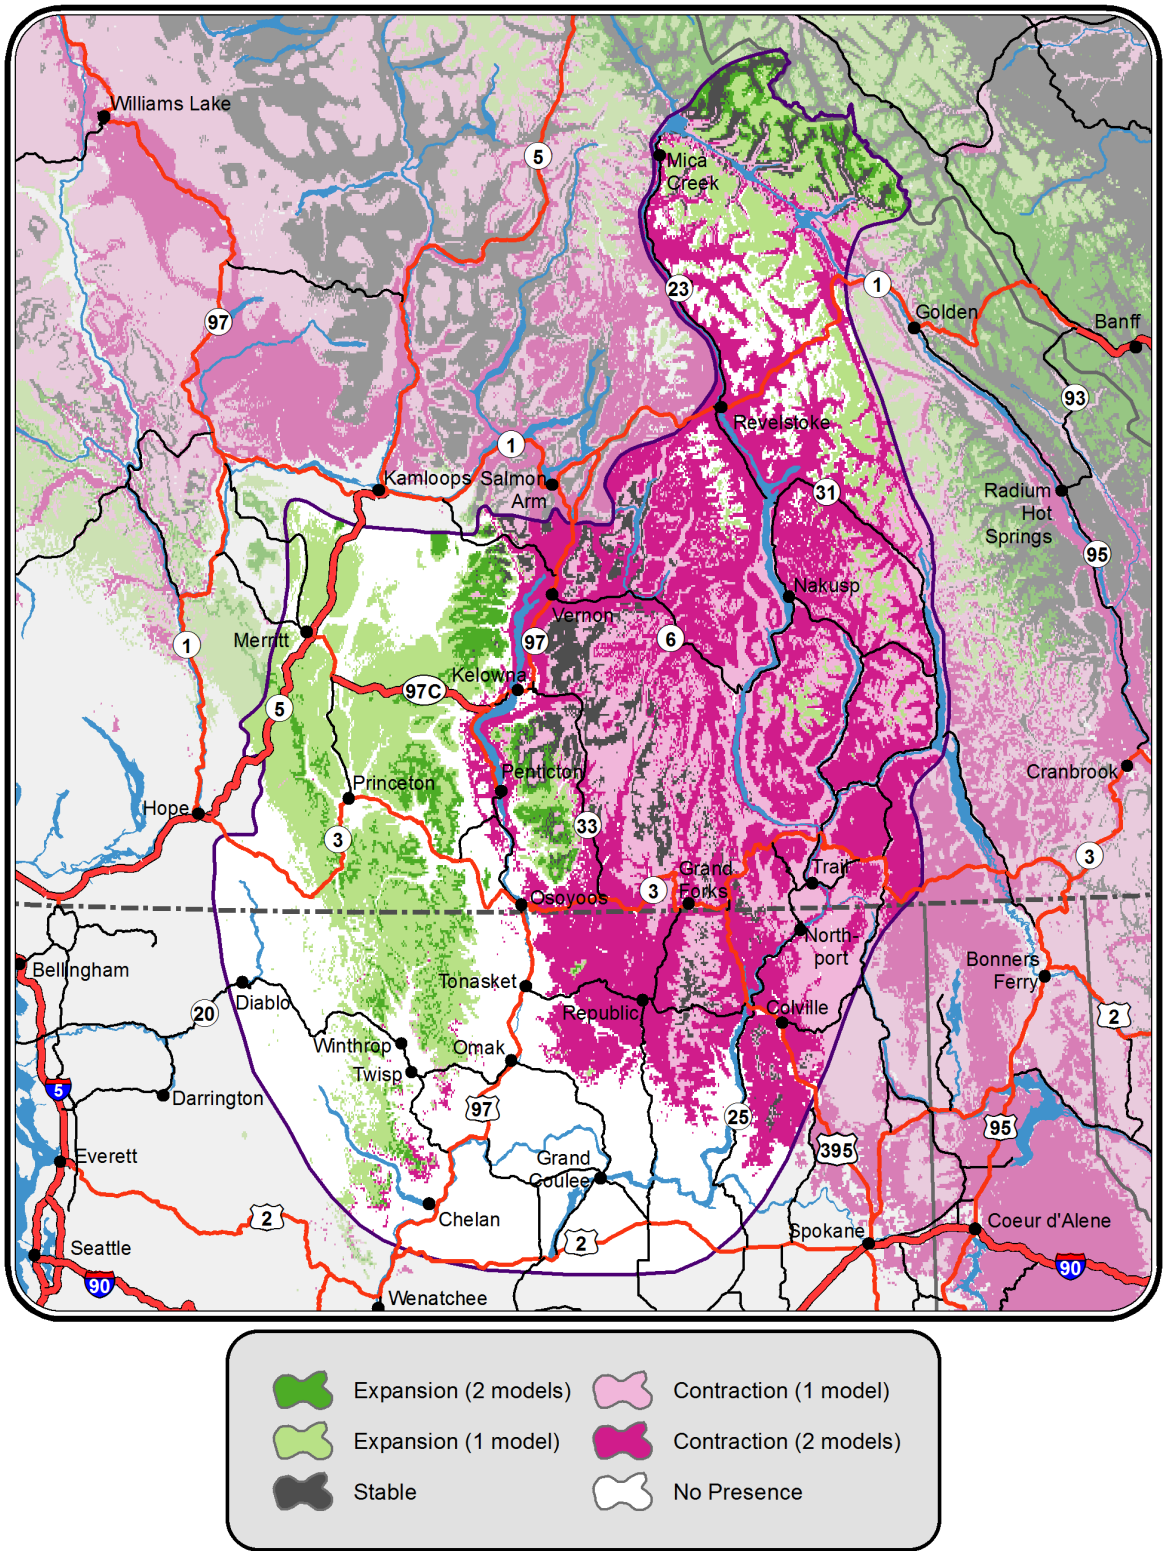 Williams Lake
5
Mica
Creek
97
23
1
Golden
Banff
93
Revelstoke
1
Kamloops
Salmon
Arm
31
Radium
Hot
Springs
95
Nakusp
Vernon
Merritt
1
97
6
Kelowna
97C
5
Penticton
Cranbrook
Princeton
Hope
3
33
3
Trail
Grand
Forks
3
Osoyoos
North-
port
Bellingham
Bonners
Ferry
Tonasket
Diablo
Republic
Colville
20
2
Winthrop
Omak
Twisp
5
Darrington
97
25
95
395
Everett
Grand
Coulee
2
Chelan
Coeur d'Alene
Spokane
2
Seattle
90
90
Wenatchee
Expansion (2 models)
Contraction (1 model)
Expansion (1 model)
Contraction (2 models)
Stable
No Presence